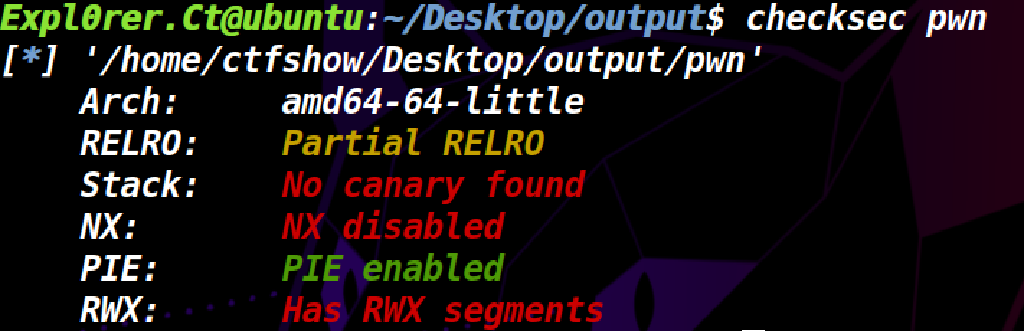 Expl0rer.Ct@ubuntu:~/Desktop/output$ checksec pwn
[*] '/home/ctfshow/Desktop/output/pwn'
Arch: amd64-64-little
RELRO: Partial RELRO
Stack: No canary found
NX: NX disabled
PIE: PIE enabled
RWX: Has RWX segments